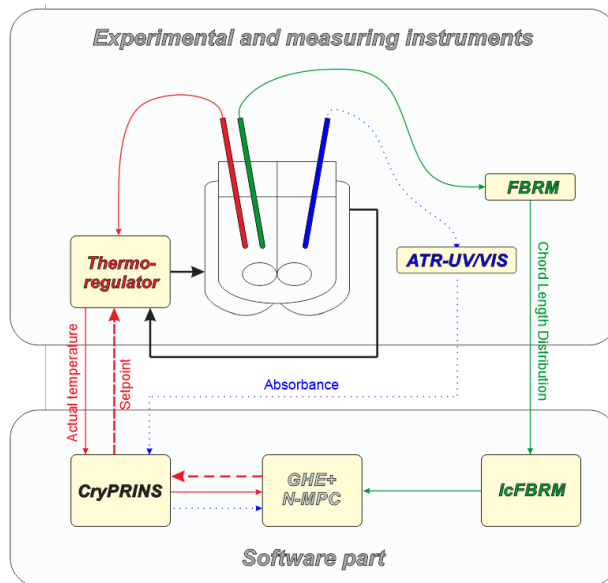 Experimental and measuring instruments
FBRM
Thermo-
regulator
ATR-UV/VIS
Chord Length Distribution
Actual temperature
Setpoint
Absorbance
CryPRINS
GHE+
N-MPC
IcFBRM
Software part